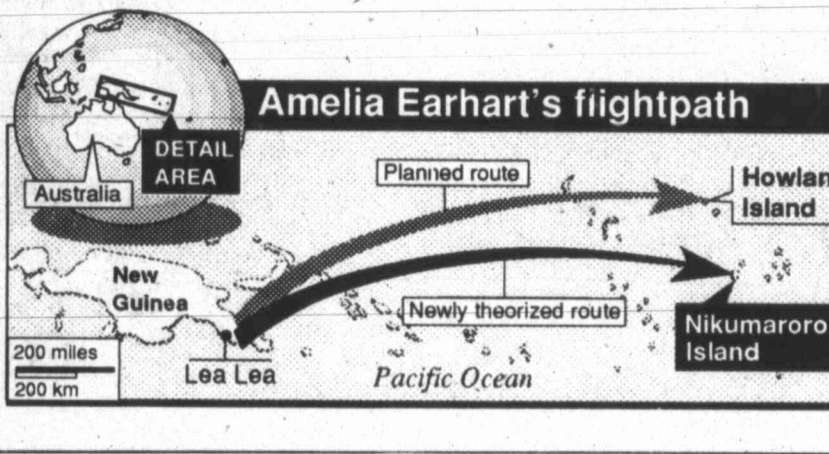 Amelia Earhart's flightpath
DETAIL
AREA
Australia
Planned route
Howlan
Island
New
Guinea
Newly theorized route
Nikumaroro
Island
200 miles
200 km
Lea Lea
Pacific Ocean